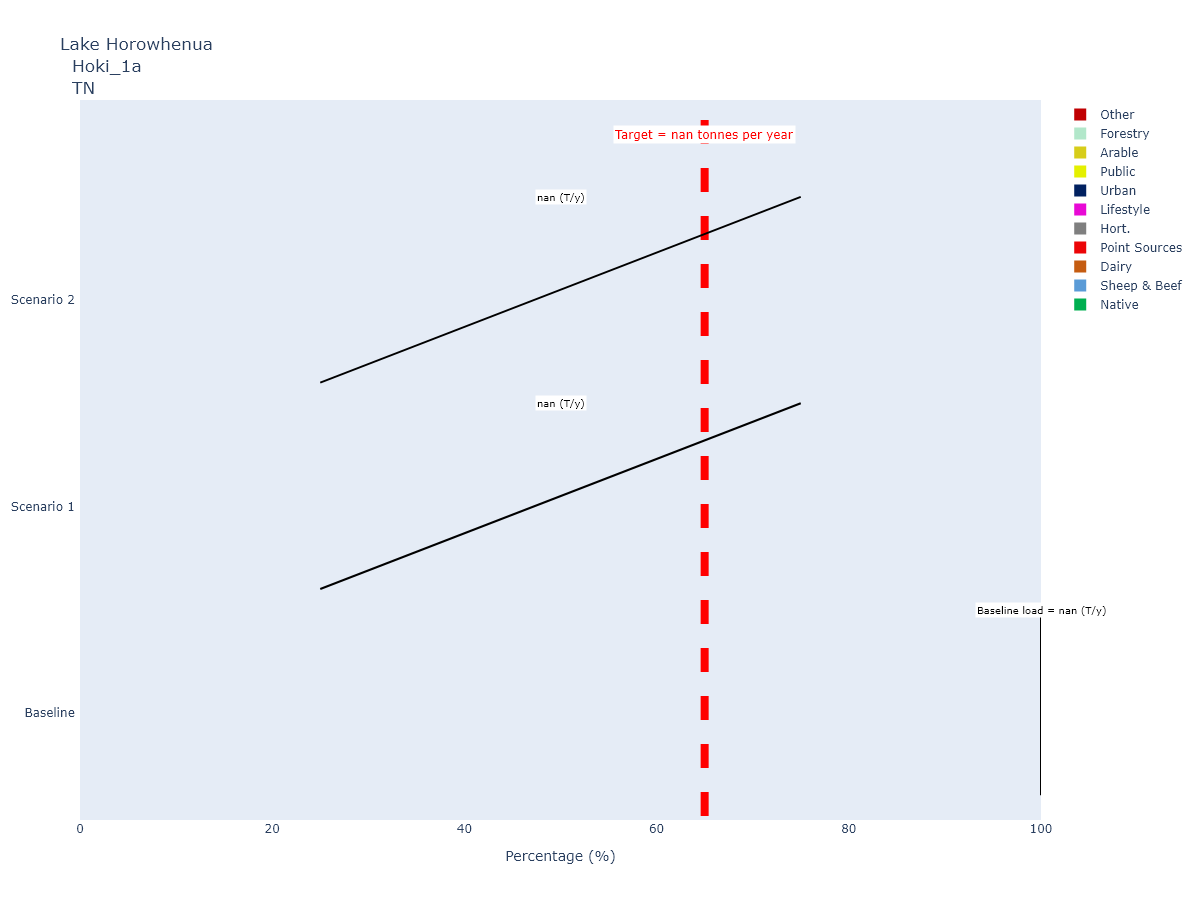 Lake Horowhenua
Hoki_1a
TN
Target = nan tonnes per year
nan (T/y)
Scenario 2
nan (T/y)
Scenario 1
Baseline load = nan (T/y)
Baseline
0 20 40 60 80 100
Percentage (%)
Other
Forestry
Arable
Public
Urban
Lifestyle
Hort.
Point Sources
Dairy
Sheep & Beef
Native